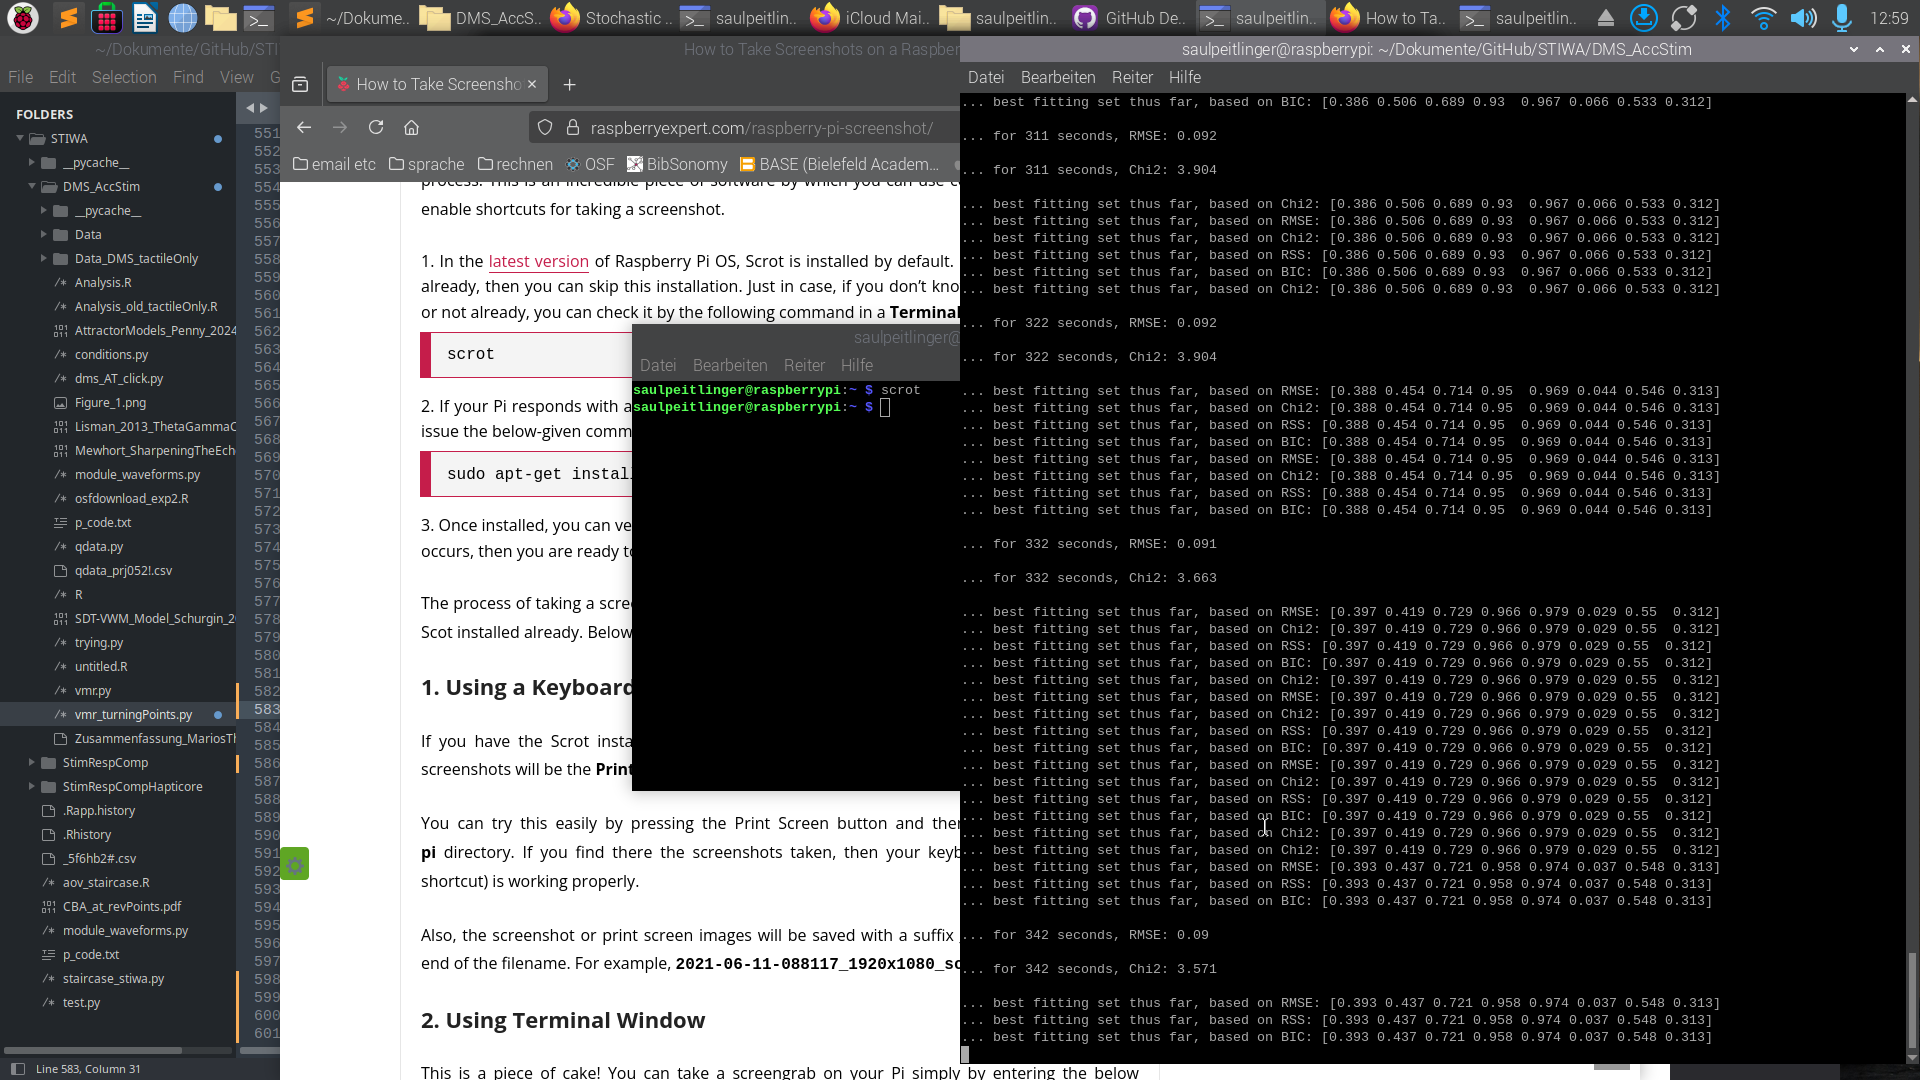 ~/Dokume...
DMS_AccS...
Stochastic ...
saulpeitlin...
iCloud Mai...
saulpeitlin...
GitHub De...
saulpeitlin...
How to Ta...
saulpeitlin...
12:59
~/Dokumente/GitHub/STI
File Edit Selection Find View G
FOLDERS
STIWA
__pycache__
DMS_AccStim
__pycache__
Data
Data_DMS_tactileOnly
Analysis.R
Analysis_old_tactileOnly.R
AttractorModels_Penny_2024
conditions.py
dms_AT_click.py
Figure_1.png
Lisman_2013_ThetaGammaC
Mewhort_SharpeningTheEch
module_waveforms.py
osfdownload_exp2.R
p_code.txt
qdata.py
qdata_prj052!.csv
R
SDT-VWM_Model_Schurgin_2
trying.py
untitled.R
vmr.py
vmr_turningPoints.py
Zusammenfassung_MariosTh
StimRespComp
StimRespCompHapticore
.Rapp.history
.Rhistory
_5f6hb2#.csv
aov_staircase.R
CBA_at_revPoints.pdf
module_waveforms.py
p_code.txt
staircase_stiwa.py
test.py
Line 583, Column 31
551
552
553
554
555
556
557
558
559
560
561
562
563
564
565
566
567
568
569
570
571
572
573
574
575
576
577
578
579
580
581
582
583
584
585
586
587
588
589
590
591
592
593
594
595
596
597
598
599
600
601
How to Take Screenshots on a Raspber
How to Take Screensho
raspberryexpert.com/raspberry-pi-screenshot/
email etc sprache rechnen OSF BibSonomy BASE (Bielefeld Academ...
process. This is an incredible piece of software by which you can use
enable shortcuts for taking a screenshot.
1. In the latest version of Raspberry Pi OS, Scrot is installed by default.
already, then you can skip this installation. Just in case, if you don't kno
or not already, you can check it by the following command in a Terminal
scrot
2. If your Pi responds with a
issue the below-given comm
sudo apt-get instal
3. Once installed, you can ve
occurs, then you are ready to
The process of taking a scree
Scot installed already. Below
1. Using a Keyboard
If you have the Scrot insta
screenshots will be the Print
You can try this easily by pressing the Print Screen button and then
pi directory. If you find there the screenshots taken, then your keyb
shortcut) is working properly.
Also, the screenshot or print screen images will be saved with a suffix
end of the filename. For example, 2021-06-11-088117_1920x1080_sc
2. Using Terminal Window
This is a piece of cake! You can take a screengrab on your Pi simply by entering the below
saulpeitlinger@
Datei Bearbeiten Reiter Hilfe
saulpeitlinger@raspberrypi:~ $ scrot
saulpeitlinger@raspberrypi:~ $
saulpeitlinger@raspberrypi: ~/Dokumente/GitHub/STIWA/DMS_AccStim
Datei Bearbeiten Reiter Hilfe
... best fitting set thus far, based on BIC: [0.386 0.506 0.689 0.93  0.967 0.066 0.533 0.312]
... for 311 seconds, RMSE: 0.092
... for 311 seconds, Chi2: 3.904
... best fitting set thus far, based on Chi2: [0.386 0.506 0.689 0.93  0.967 0.066 0.533 0.312]
... best fitting set thus far, based on RMSE: [0.386 0.506 0.689 0.93  0.967 0.066 0.533 0.312]
... best fitting set thus far, based on Chi2: [0.386 0.506 0.689 0.93  0.967 0.066 0.533 0.312]
... best fitting set thus far, based on RSS: [0.386 0.506 0.689 0.93  0.967 0.066 0.533 0.312]
... best fitting set thus far, based on BIC: [0.386 0.506 0.689 0.93  0.967 0.066 0.533 0.312]
... best fitting set thus far, based on Chi2: [0.386 0.506 0.689 0.93  0.967 0.066 0.533 0.312]
... for 322 seconds, RMSE: 0.092
... for 322 seconds, Chi2: 3.904
... best fitting set thus far, based on RMSE: [0.388 0.454 0.714 0.95  0.969 0.044 0.546 0.313]
... best fitting set thus far, based on Chi2: [0.388 0.454 0.714 0.95  0.969 0.044 0.546 0.313]
... best fitting set thus far, based on RSS: [0.388 0.454 0.714 0.95  0.969 0.044 0.546 0.313]
... best fitting set thus far, based on BIC: [0.388 0.454 0.714 0.95  0.969 0.044 0.546 0.313]
... best fitting set thus far, based on RMSE: [0.388 0.454 0.714 0.95  0.969 0.044 0.546 0.313]
... best fitting set thus far, based on Chi2: [0.388 0.454 0.714 0.95  0.969 0.044 0.546 0.313]
... best fitting set thus far, based on RSS: [0.388 0.454 0.714 0.95  0.969 0.044 0.546 0.313]
... best fitting set thus far, based on BIC: [0.388 0.454 0.714 0.95  0.969 0.044 0.546 0.313]
... for 332 seconds, RMSE: 0.091
... for 332 seconds, Chi2: 3.663
... best fitting set thus far, based on RMSE: [0.397 0.419 0.729 0.966 0.979 0.029 0.55  0.312]
... best fitting set thus far, based on Chi2: [0.397 0.419 0.729 0.966 0.979 0.029 0.55  0.312]
... best fitting set thus far, based on RSS: [0.397 0.419 0.729 0.966 0.979 0.029 0.55  0.312]
... best fitting set thus far, based on BIC: [0.397 0.419 0.729 0.966 0.979 0.029 0.55  0.312]
... best fitting set thus far, based on Chi2: [0.397 0.419 0.729 0.966 0.979 0.029 0.55  0.312]
... best fitting set thus far, based on RMSE: [0.397 0.419 0.729 0.966 0.979 0.029 0.55  0.312]
... best fitting set thus far, based on Chi2: [0.397 0.419 0.729 0.966 0.979 0.029 0.55  0.312]
... best fitting set thus far, based on RSS: [0.397 0.419 0.729 0.966 0.979 0.029 0.55  0.312]
... best fitting set thus far, based on BIC: [0.397 0.419 0.729 0.966 0.979 0.029 0.55  0.312]
... best fitting set thus far, based on RMSE: [0.397 0.419 0.729 0.966 0.979 0.029 0.55  0.312]
... best fitting set thus far, based on Chi2: [0.397 0.419 0.729 0.966 0.979 0.029 0.55  0.312]
... best fitting set thus far, based on RSS: [0.397 0.419 0.729 0.966 0.979 0.029 0.55  0.312]
... best fitting set thus far, based on BIC: [0.397 0.419 0.729 0.966 0.979 0.029 0.55  0.312]
... best fitting set thus far, based on Chi2: [0.397 0.419 0.729 0.966 0.979 0.029 0.55  0.312]
... best fitting set thus far, based on Chi2: [0.397 0.419 0.729 0.966 0.979 0.029 0.55  0.312]
... best fitting set thus far, based on RMSE: [0.393 0.437 0.721 0.958 0.974 0.037 0.548 0.313]
... best fitting set thus far, based on RSS: [0.393 0.437 0.721 0.958 0.974 0.037 0.548 0.313]
... best fitting set thus far, based on BIC: [0.393 0.437 0.721 0.958 0.974 0.037 0.548 0.313]
... for 342 seconds, RMSE: 0.09
... for 342 seconds, Chi2: 3.571
... best fitting set thus far, based on RMSE: [0.393 0.437 0.721 0.958 0.974 0.037 0.548 0.313]
... best fitting set thus far, based on RSS: [0.393 0.437 0.721 0.958 0.974 0.037 0.548 0.313]
... best fitting set thus far, based on BIC: [0.393 0.437 0.721 0.958 0.974 0.037 0.548 0.313]